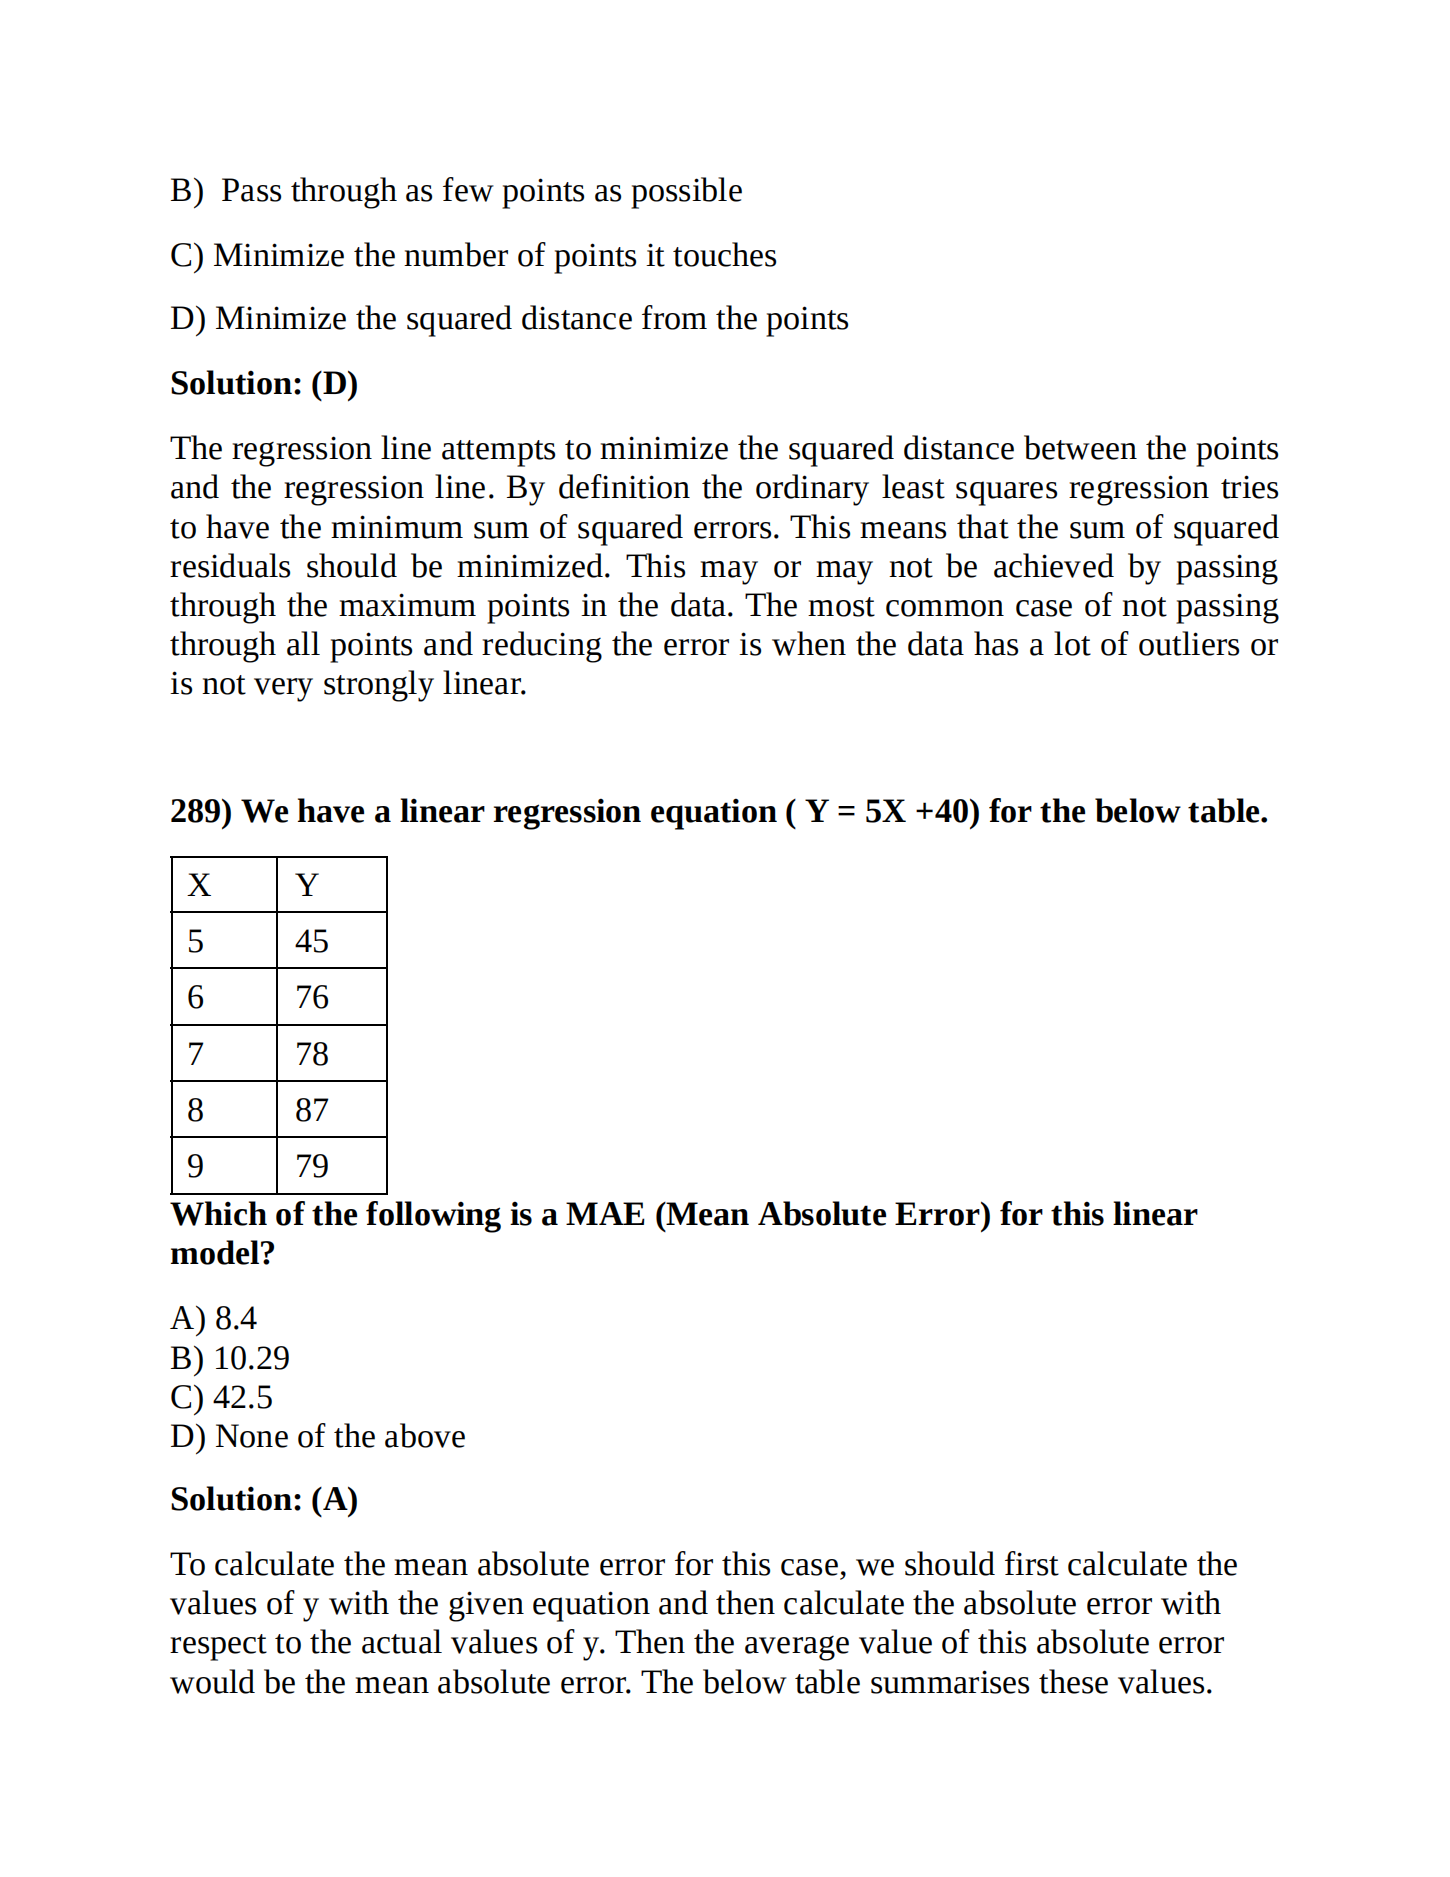 B)  Pass through as few points as possible
C) Minimize the number of points it touches
D) Minimize the squared distance from the points
Solution: (D)
The regression line attempts to minimize the squared distance between the points
and the regression line. By definition the ordinary least squares regression tries
to have the minimum sum of squared errors. This means that the sum of squared
residuals should be minimized. This may or may not be achieved by passing
through the maximum points in the data. The most common case of not passing
through all points and reducing the error is when the data has a lot of outliers or
is not very strongly linear.
289) We have a linear regression equation ( Y = 5X +40) for the below table.
X Y
5 45
6 76
7 78
8 87
9 79
Which of the following is a MAE (Mean Absolute Error) for this linear
model?
A) 8.4
B) 10.29
C) 42.5
D) None of the above
Solution: (A)
To calculate the mean absolute error for this case, we should first calculate the
values of y with the given equation and then calculate the absolute error with
respect to the actual values of y. Then the average value of this absolute error
would be the mean absolute error. The below table summarises these values.